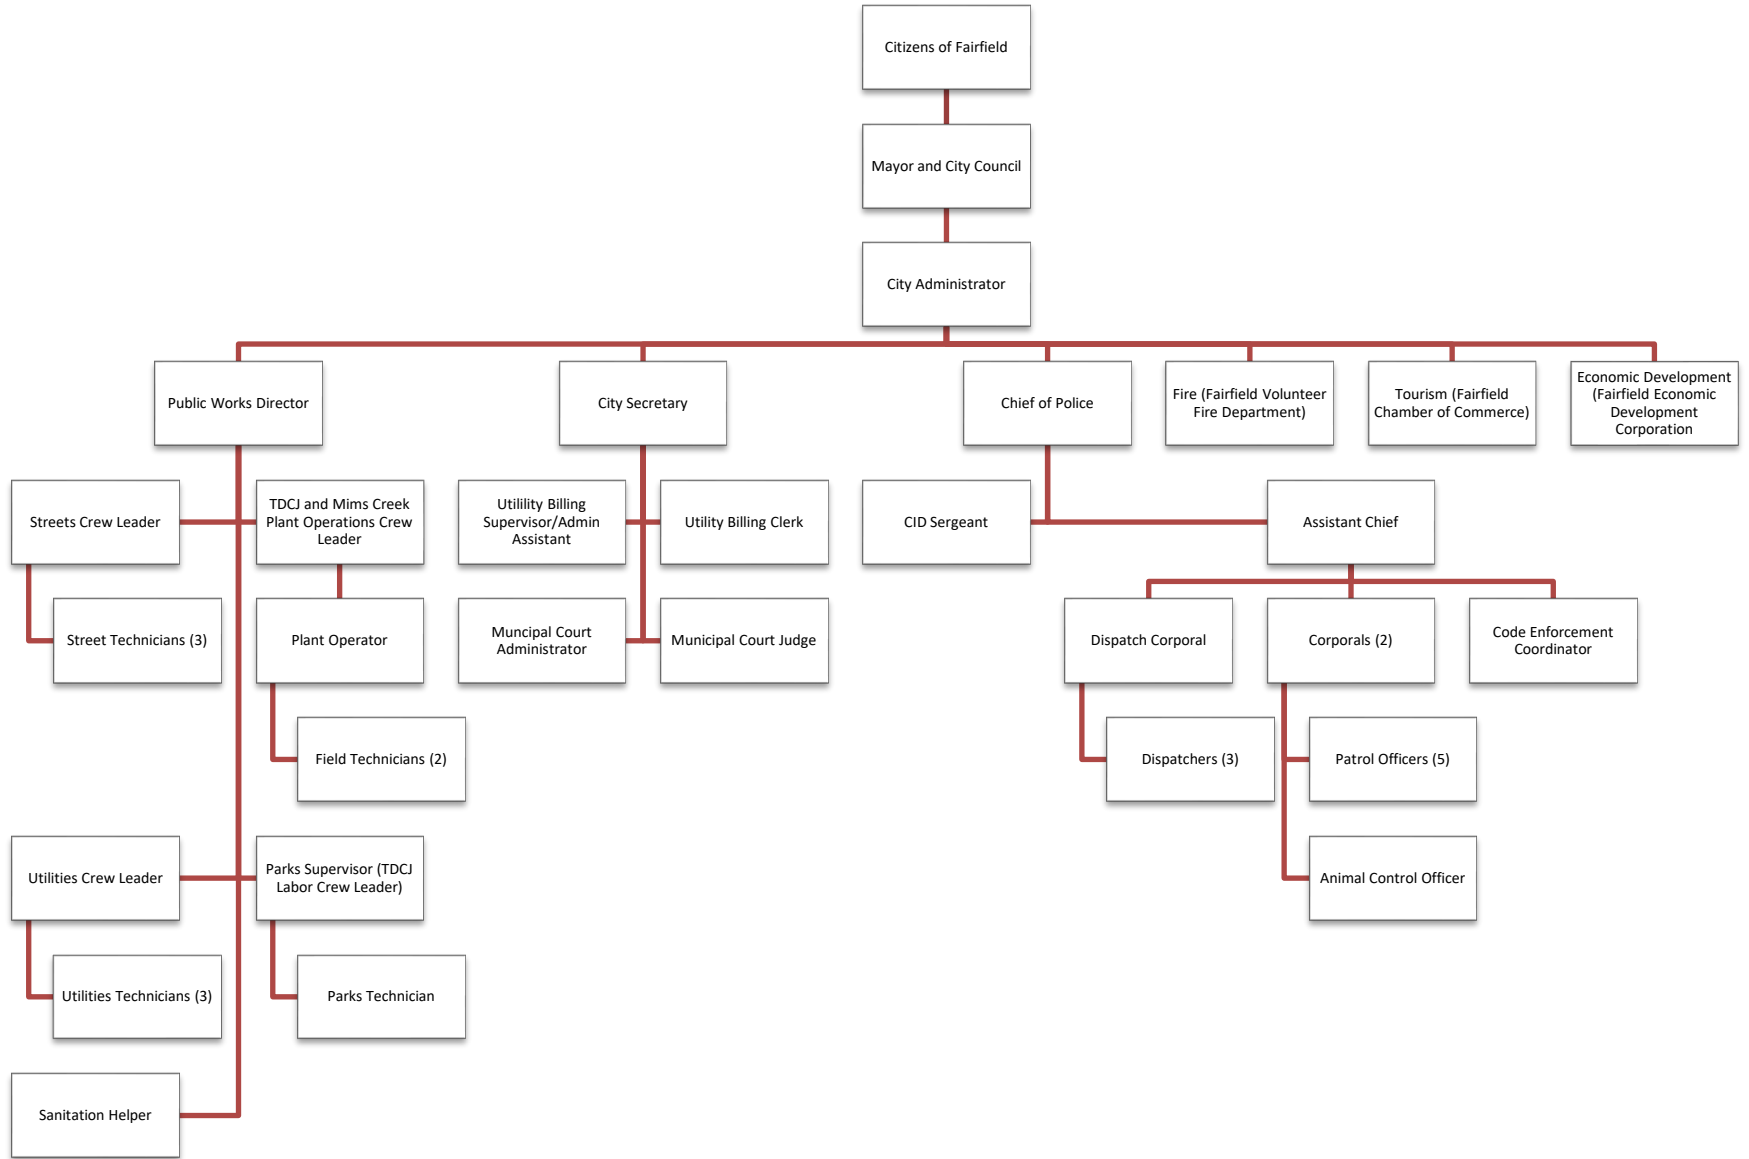 Citizens of Fairfield
Mayor and City Council
City Administrator
Public Works Director
City Secretary
Chief of Police
Fire (Fairfield Volunteer
Fire Department)
Tourism (Fairfield
Chamber of Commerce)
Economic Development
(Fairfield Economic
Development
Corporation
Streets Crew Leader
TDCJ and Mims Creek
Plant Operations Crew
Leader
Utilility Billing
Supervisor/Admin
Assistant
Utility Billing Clerk
CID Sergeant
Assistant Chief
Street Technicians (3)
Plant Operator
Muncipal Court
Administrator
Municipal Court Judge
Dispatch Corporal
Corporals (2)
Code Enforcement
Coordinator
Field Technicians (2)
Dispatchers (3)
Patrol Officers (5)
Utilities Crew Leader
Parks Supervisor (TDCJ
Labor Crew Leader)
Animal Control Officer
Utilities Technicians (3)
Parks Technician
Sanitation Helper